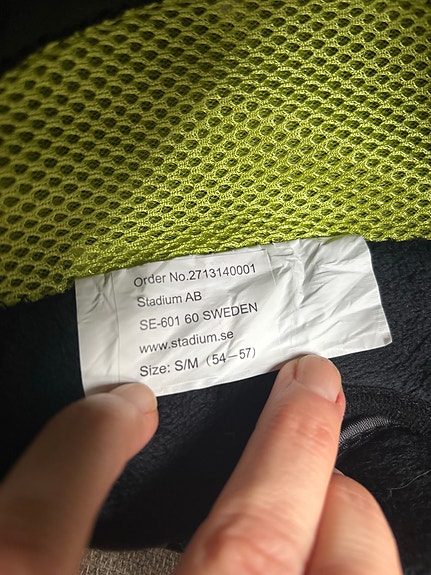 Order No.2713140001
Stadium AB
SE-601 60 SWEDEN
www.stadium.se
Size: S/M (54－57)